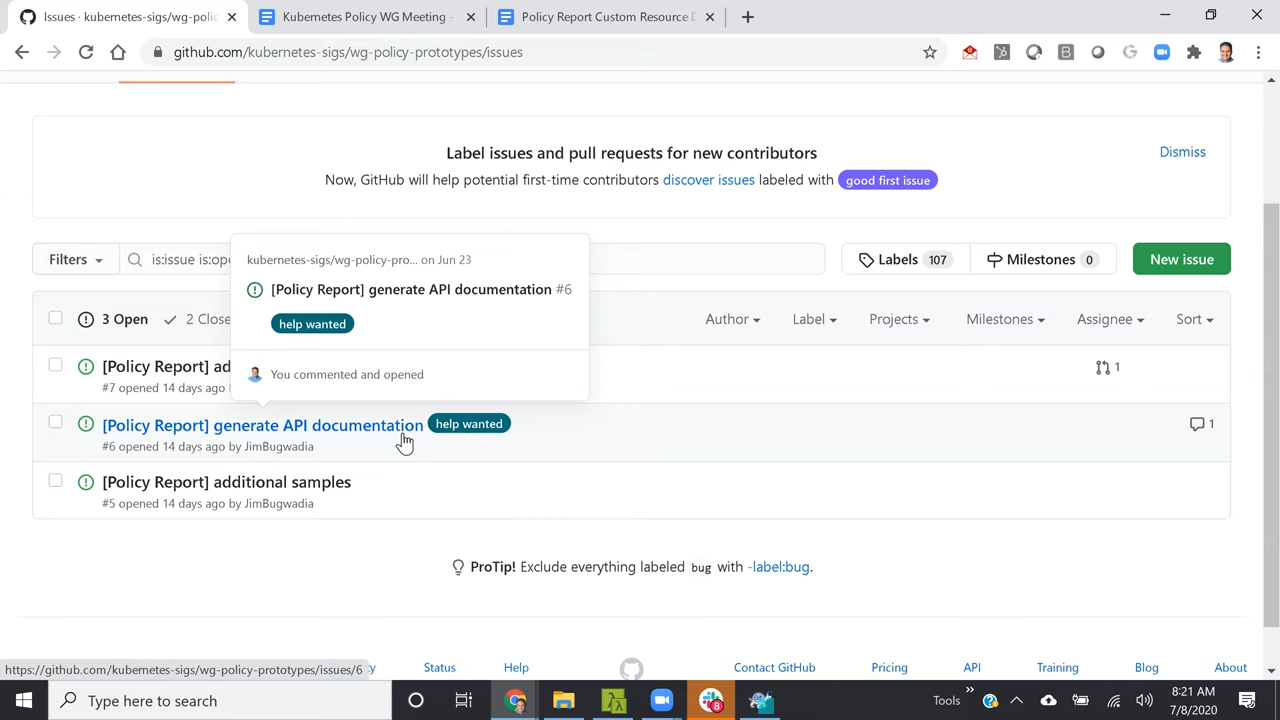 Issues · kubernetes-sigs/wg-polic
Kubernetes Policy WG Meeting -
Policy Report Custom Resource D
github.com/kubernetes-sigs/wg-policy-prototypes/issues
Label issues and pull requests for new contributors
Dismiss
Now, GitHub will help potential first-time contributors discover issues labeled with good first issue
Filters
is:issue is:ope
Labels 107
Milestones 0
New issue
kubernetes-sigs/wg-policy-pro... on Jun 23
[Policy Report] generate API documentation #6
help wanted
You commented and opened
3 Open
2 Close
Author
Label
Projects
Milestones
Assignee
Sort
[Policy Report] ad
1
#7 opened 14 days ago
[Policy Report] generate API documentation help wanted
1
#6 opened 14 days ago by JimBugwadia
[Policy Report] additional samples
#5 opened 14 days ago by JimBugwadia
ProTip! Exclude everything labeled bug with -label:bug.
https://github.com/kubernetes-sigs/wg-policy-prototypes/issues/6
Status
Help
Contact GitHub
Pricing
API
Training
Blog
About
Type here to search
8
Tools
8:21 AM
7/8/2020